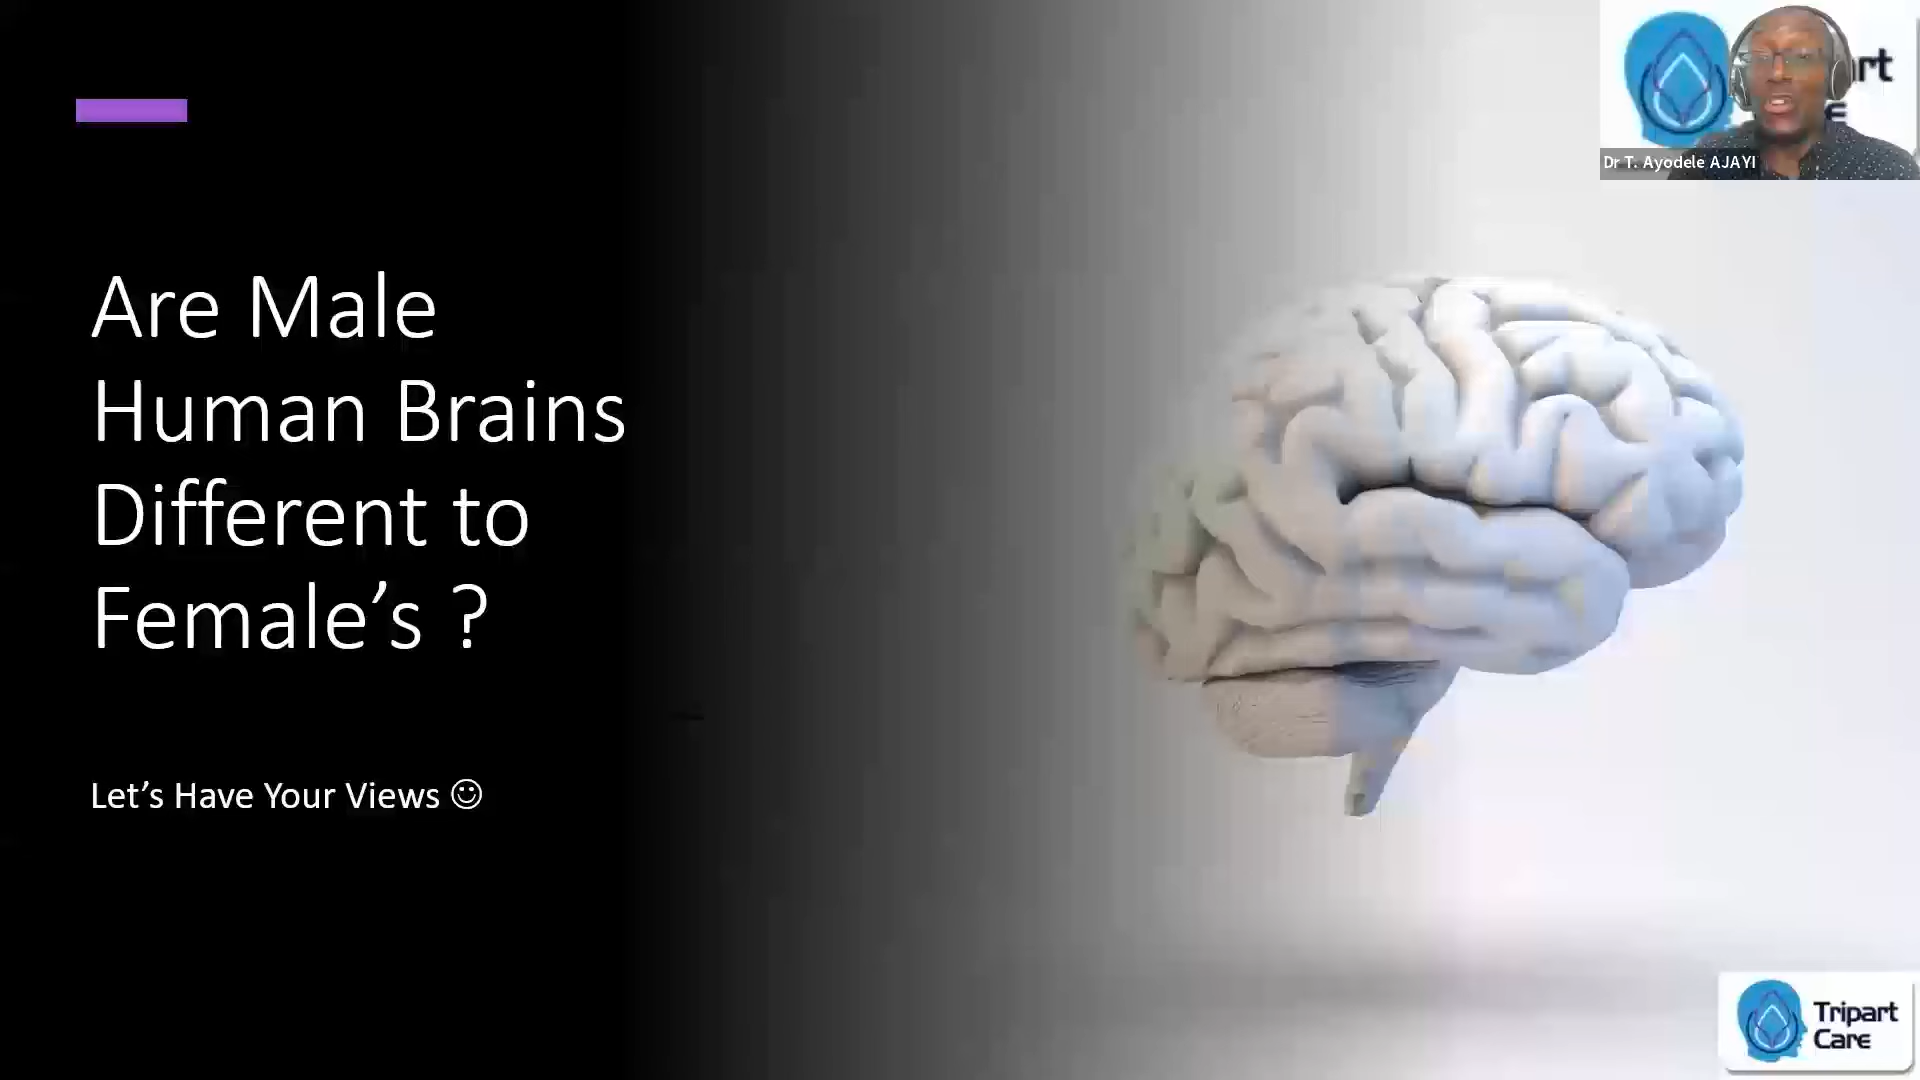 Are Male
Human Brains
Different to
Female’s ?
Let’s Have Your Views ☺
Dr T. Ayodele AJAYI
Tripart
Care